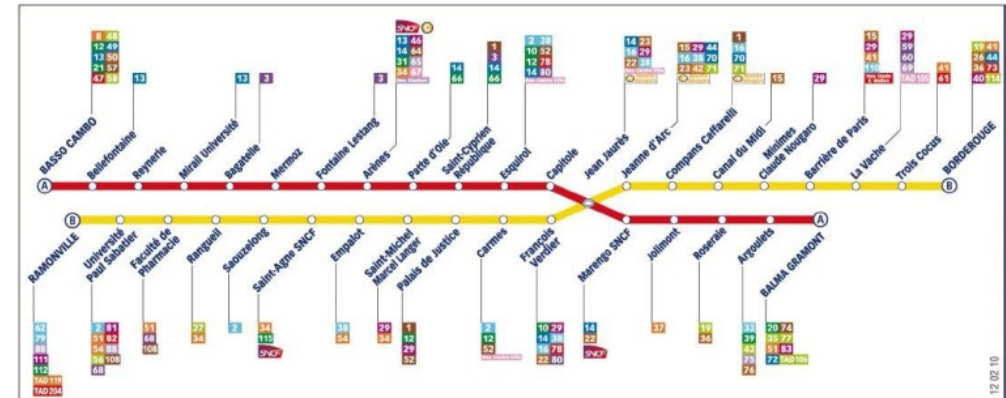 SNCF
8 48
12 49
13 50
21 57
47 58
13
13
3
3
13 46
14 64
31 65
34 67
14
66
1
3
14
66
2 38
10 52
12 78
14 80
14 23
16 29
22 38
15 29 44
16 38 70
23 42 71
1
16
70
71
15
29
15
29
41
110
29
59
60
69
TAD 105
41
61
19 41
26 44
36 73
40 114
BASSO CAMBO
Bellefontaine
Reynerie
Mirail Université
Bagatelle
Mermoz
Fontaine Lestang
Arènes
Patte d'Oie
Saint-Cyprien
République
Esquirol
Capitole
Jean Jaurès
Jeanne d'Arc
Compans Caffarelli
Canal du Midi
Minimes
Claude Nougaro
Barrière de Paris
La Vache
Trois Cocus
BORDEROUGE
A
B
B
A
RAMONVILLE
Université
Paul Sabatier
Faculté de
Pharmacie
Rangueil
Saouzelong
Saint-Agne SNCF
Empalot
Saint-Michel
Marcel Langer
Palais de Justice
Carmes
François
Verdier
Marengo SNCF
Jolimont
Roseraie
Argoulets
BALMA GRAMONT
62
79
88
111
112
TAD 119
TAD 204
2 81
51 82
54 88
56 108
68
51
68
108
27
34
2
34
115
SNCF
38
54
29
34
1
12
29
52
2
12
52
10 29
14 38
16 78
22 80
14
22
SNCF
37
19
36
33
39
43
75
76
20 74
35 77
51 83
72 TAD 106
12 02 10